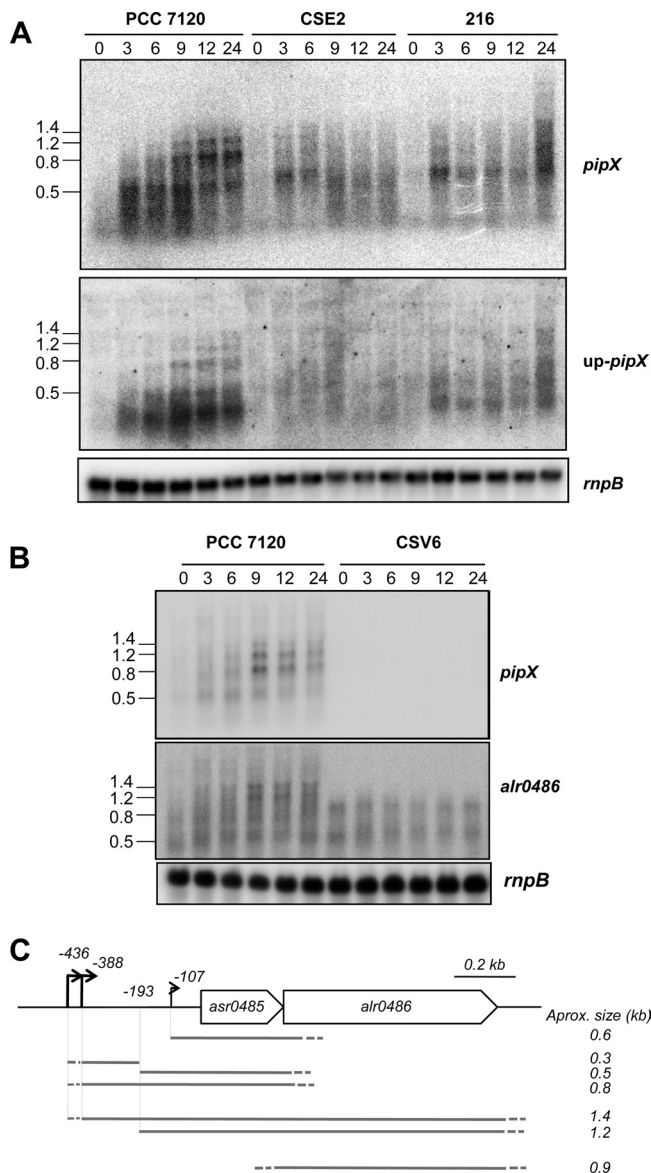 A
PCC 7120 CSE2 216
0 3 6 9 12 24 0 3 6 9 12 24 0 3 6 9 12 24
1.4
1.2
0.8
0.5
pipX
1.4
1.2
0.8
0.5
up-pipX
rnpB
B
PCC 7120 CSV6
0 3 6 9 12 24 0 3 6 9 12 24
1.4
1.2
0.8
0.5
pipX
1.4
1.2
0.8
0.5
alr0486
rnpB
C
-436
-388
-193
-107
0.2 kb
asr0485 alr0486
Aprox. size (kb)
0.6
0.3
0.5
0.8
1.4
1.2
0.9